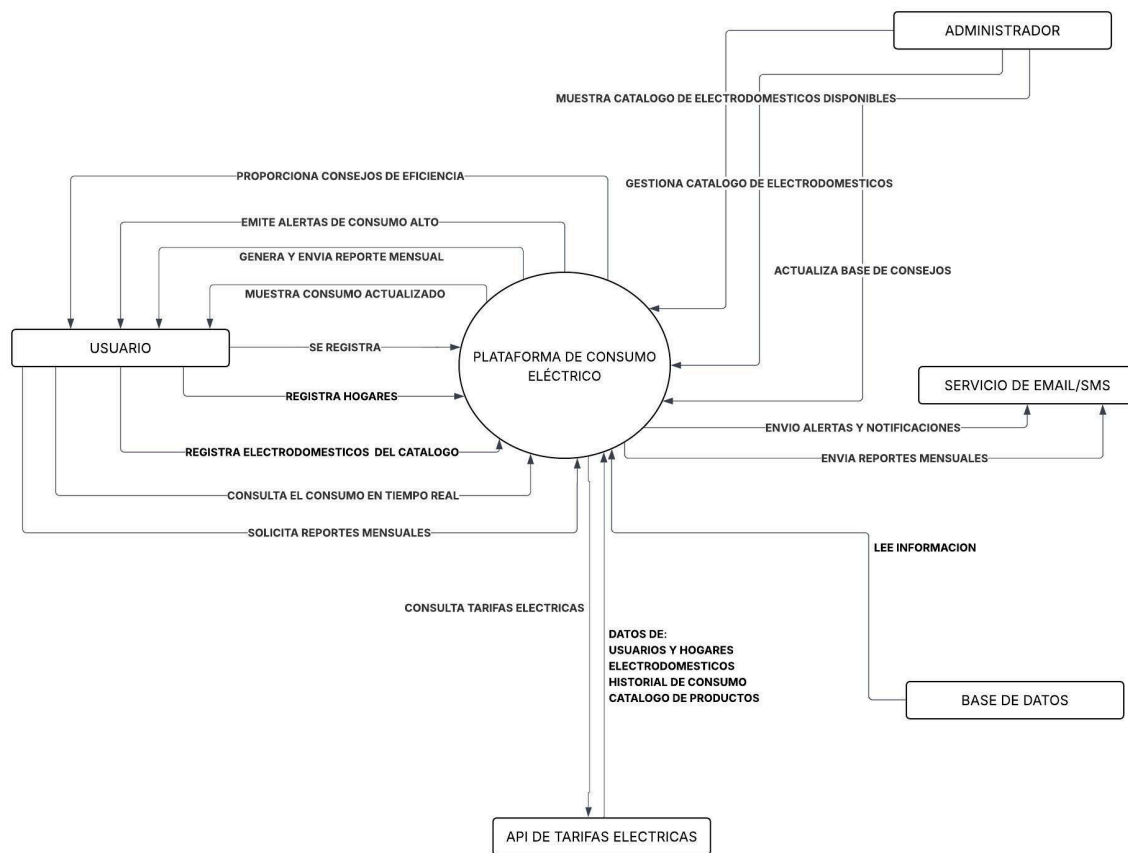 ADMINISTRADOR
MUESTRA CATALOGO DE ELECTRODOMESTICOS DISPONIBLES
PROPORCIONA CONSEJOS DE EFICIENCIA
GESTIONA CATALOGO DE ELECTRODOMESTICOS
EMITE ALERTAS DE CONSUMO ALTO
GENERA Y ENVIA REPORTE MENSUAL
ACTUALIZA BASE DE CONSEJOS
MUESTRA CONSUMO ACTUALIZADO
USUARIO
SE REGISTRA
PLATAFORMA DE CONSUMO
ELÉCTRICO
SERVICIO DE EMAIL/SMS
REGISTRA HOGARES
ENVIO ALERTAS Y NOTIFICACIONES
REGISTRA ELECTRODOMESTICOS DEL CATALOGO
ENVIA REPORTES MENSUALES
CONSULTA EL CONSUMO EN TIEMPO REAL
SOLICITA REPORTES MENSUALES
LEE INFORMACION
CONSULTA TARIFAS ELECTRICAS
DATOS DE:
USUARIOS Y HOGARES
ELECTRODOMESTICOS
HISTORIAL DE CONSUMO
CATALOGO DE PRODUCTOS
BASE DE DATOS
API DE TARIFAS ELECTRICAS